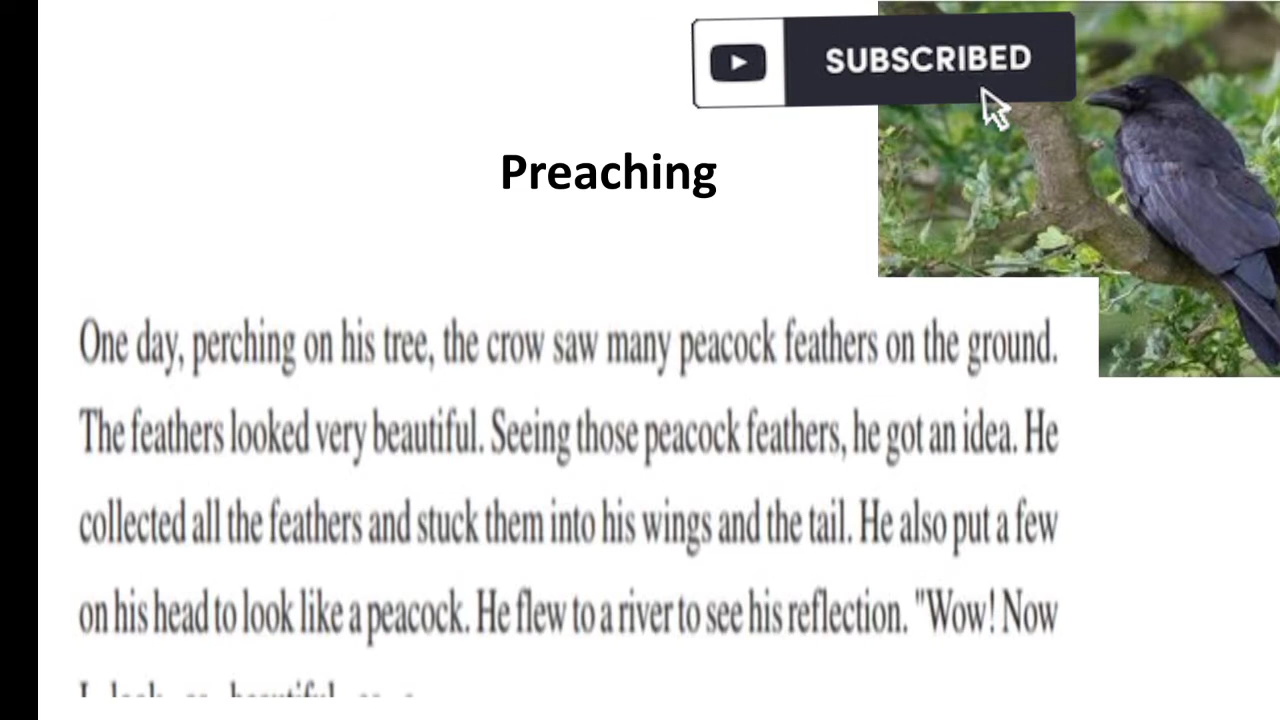 SUBSCRIBED
Preaching
One day, perching on his tree, the crow saw many peacock feathers on the ground.
The feathers looked very beautiful. Seeing those peacock feathers, he got an idea. He
collected all the feathers and stuck them into his wings and the tail. He also put a few
on his head to look like a peacock. He flew to a river to see his reflection. "Wow! Now